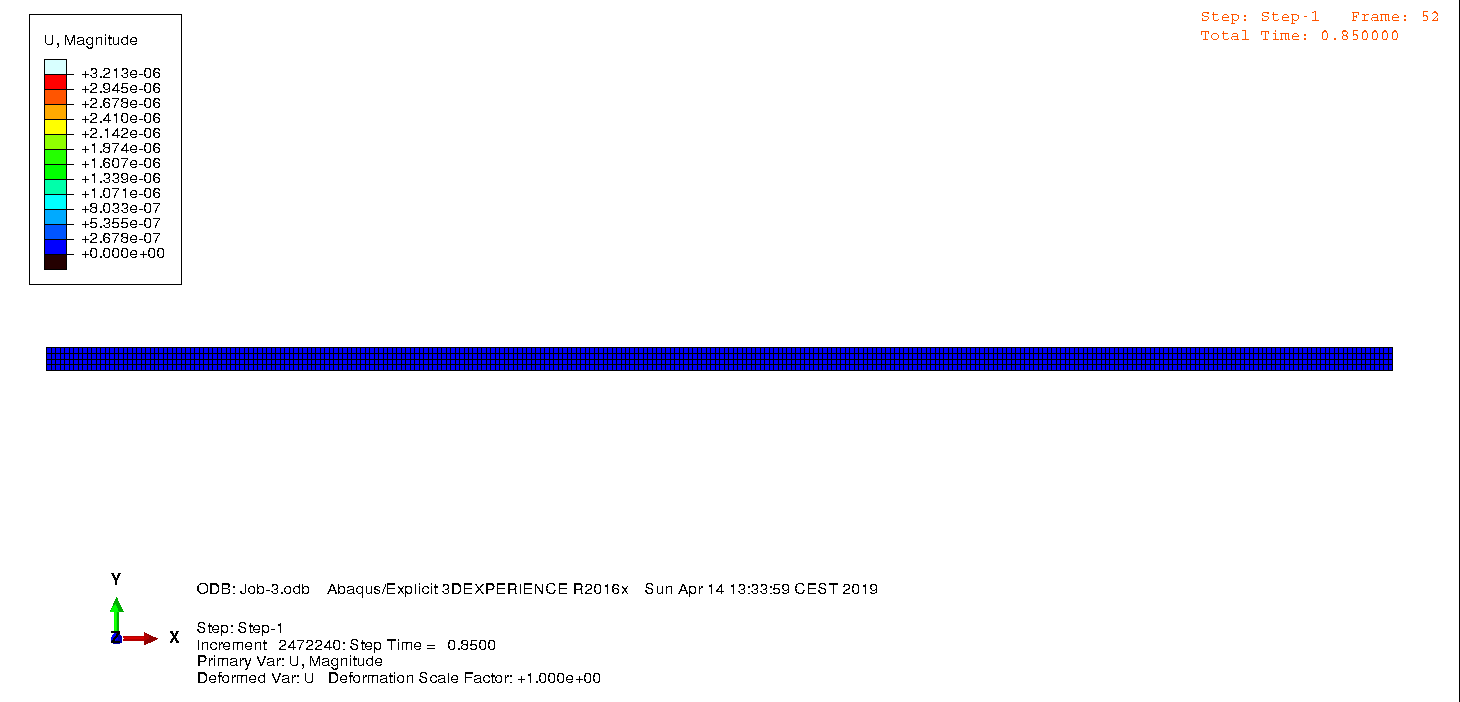 U, Magnitude
+3.213e-06
+2.945e-06
+2.678e-06
+2.410e-06
+2.142e-06
+1.874e-06
+1.607e-06
+1.339e-06
+1.071e-06
+8.033e-07
+5.355e-07
+2.678e-07
+0.000e+00
Step: Step-1 Frame: 52
Total Time: 0.850000
Y
X
ODB: Job-3.odb Abaqus/Explicit 3DEXPERIENCE R2016x Sun Apr 14 13:33:59 CEST 2019
Step: Step-1
Increment 2472240: Step Time = 0.8500
Primary Var: U, Magnitude
Deformed Var: U Deformation Scale Factor: +1.000e+00